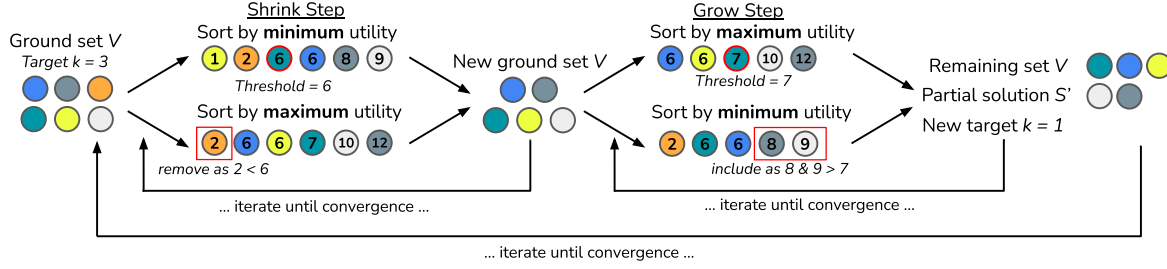 Shrink Step
Grow Step
Ground set V
Target k = 3
Sort by minimum utility
1 2 6 6 8 9
Threshold = 6
Sort by maximum utility
2 6 6 7 10 12
remove as 2 < 6
New ground set V
Sort by maximum utility
6 6 7 10 12
Threshold = 7
Sort by minimum utility
2 6 6 8 9
include as 8 & 9 > 7
Remaining set V
Partial solution S’
New target k = 1
... iterate until convergence ...
... iterate until convergence ...
... iterate until convergence ...